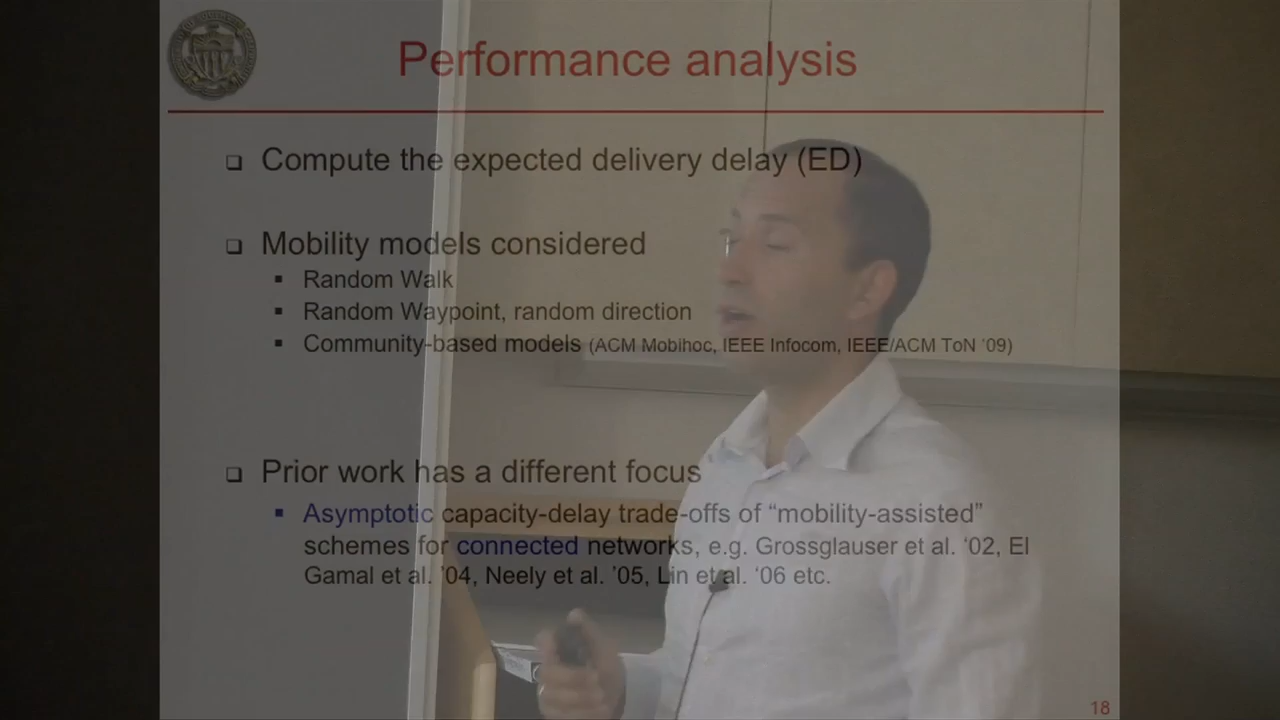 Performance analysis
❑ Compute the expected delivery delay (ED)
❑ Mobility models considered
▪ Random Walk
▪ Random Waypoint, random direction
▪ Community-based models (ACM Mobihoc, IEEE Infocom, IEEE/ACM ToN '09)
❑ Prior work has a different focus
▪ Asymptotic capacity-delay trade-offs of “mobility-assisted”
schemes for connected networks, e.g. Grossglauser et al. ‘02, El
Gamal et al. ’04, Neely et al. ’05, Lin et al. ‘06 etc.
18